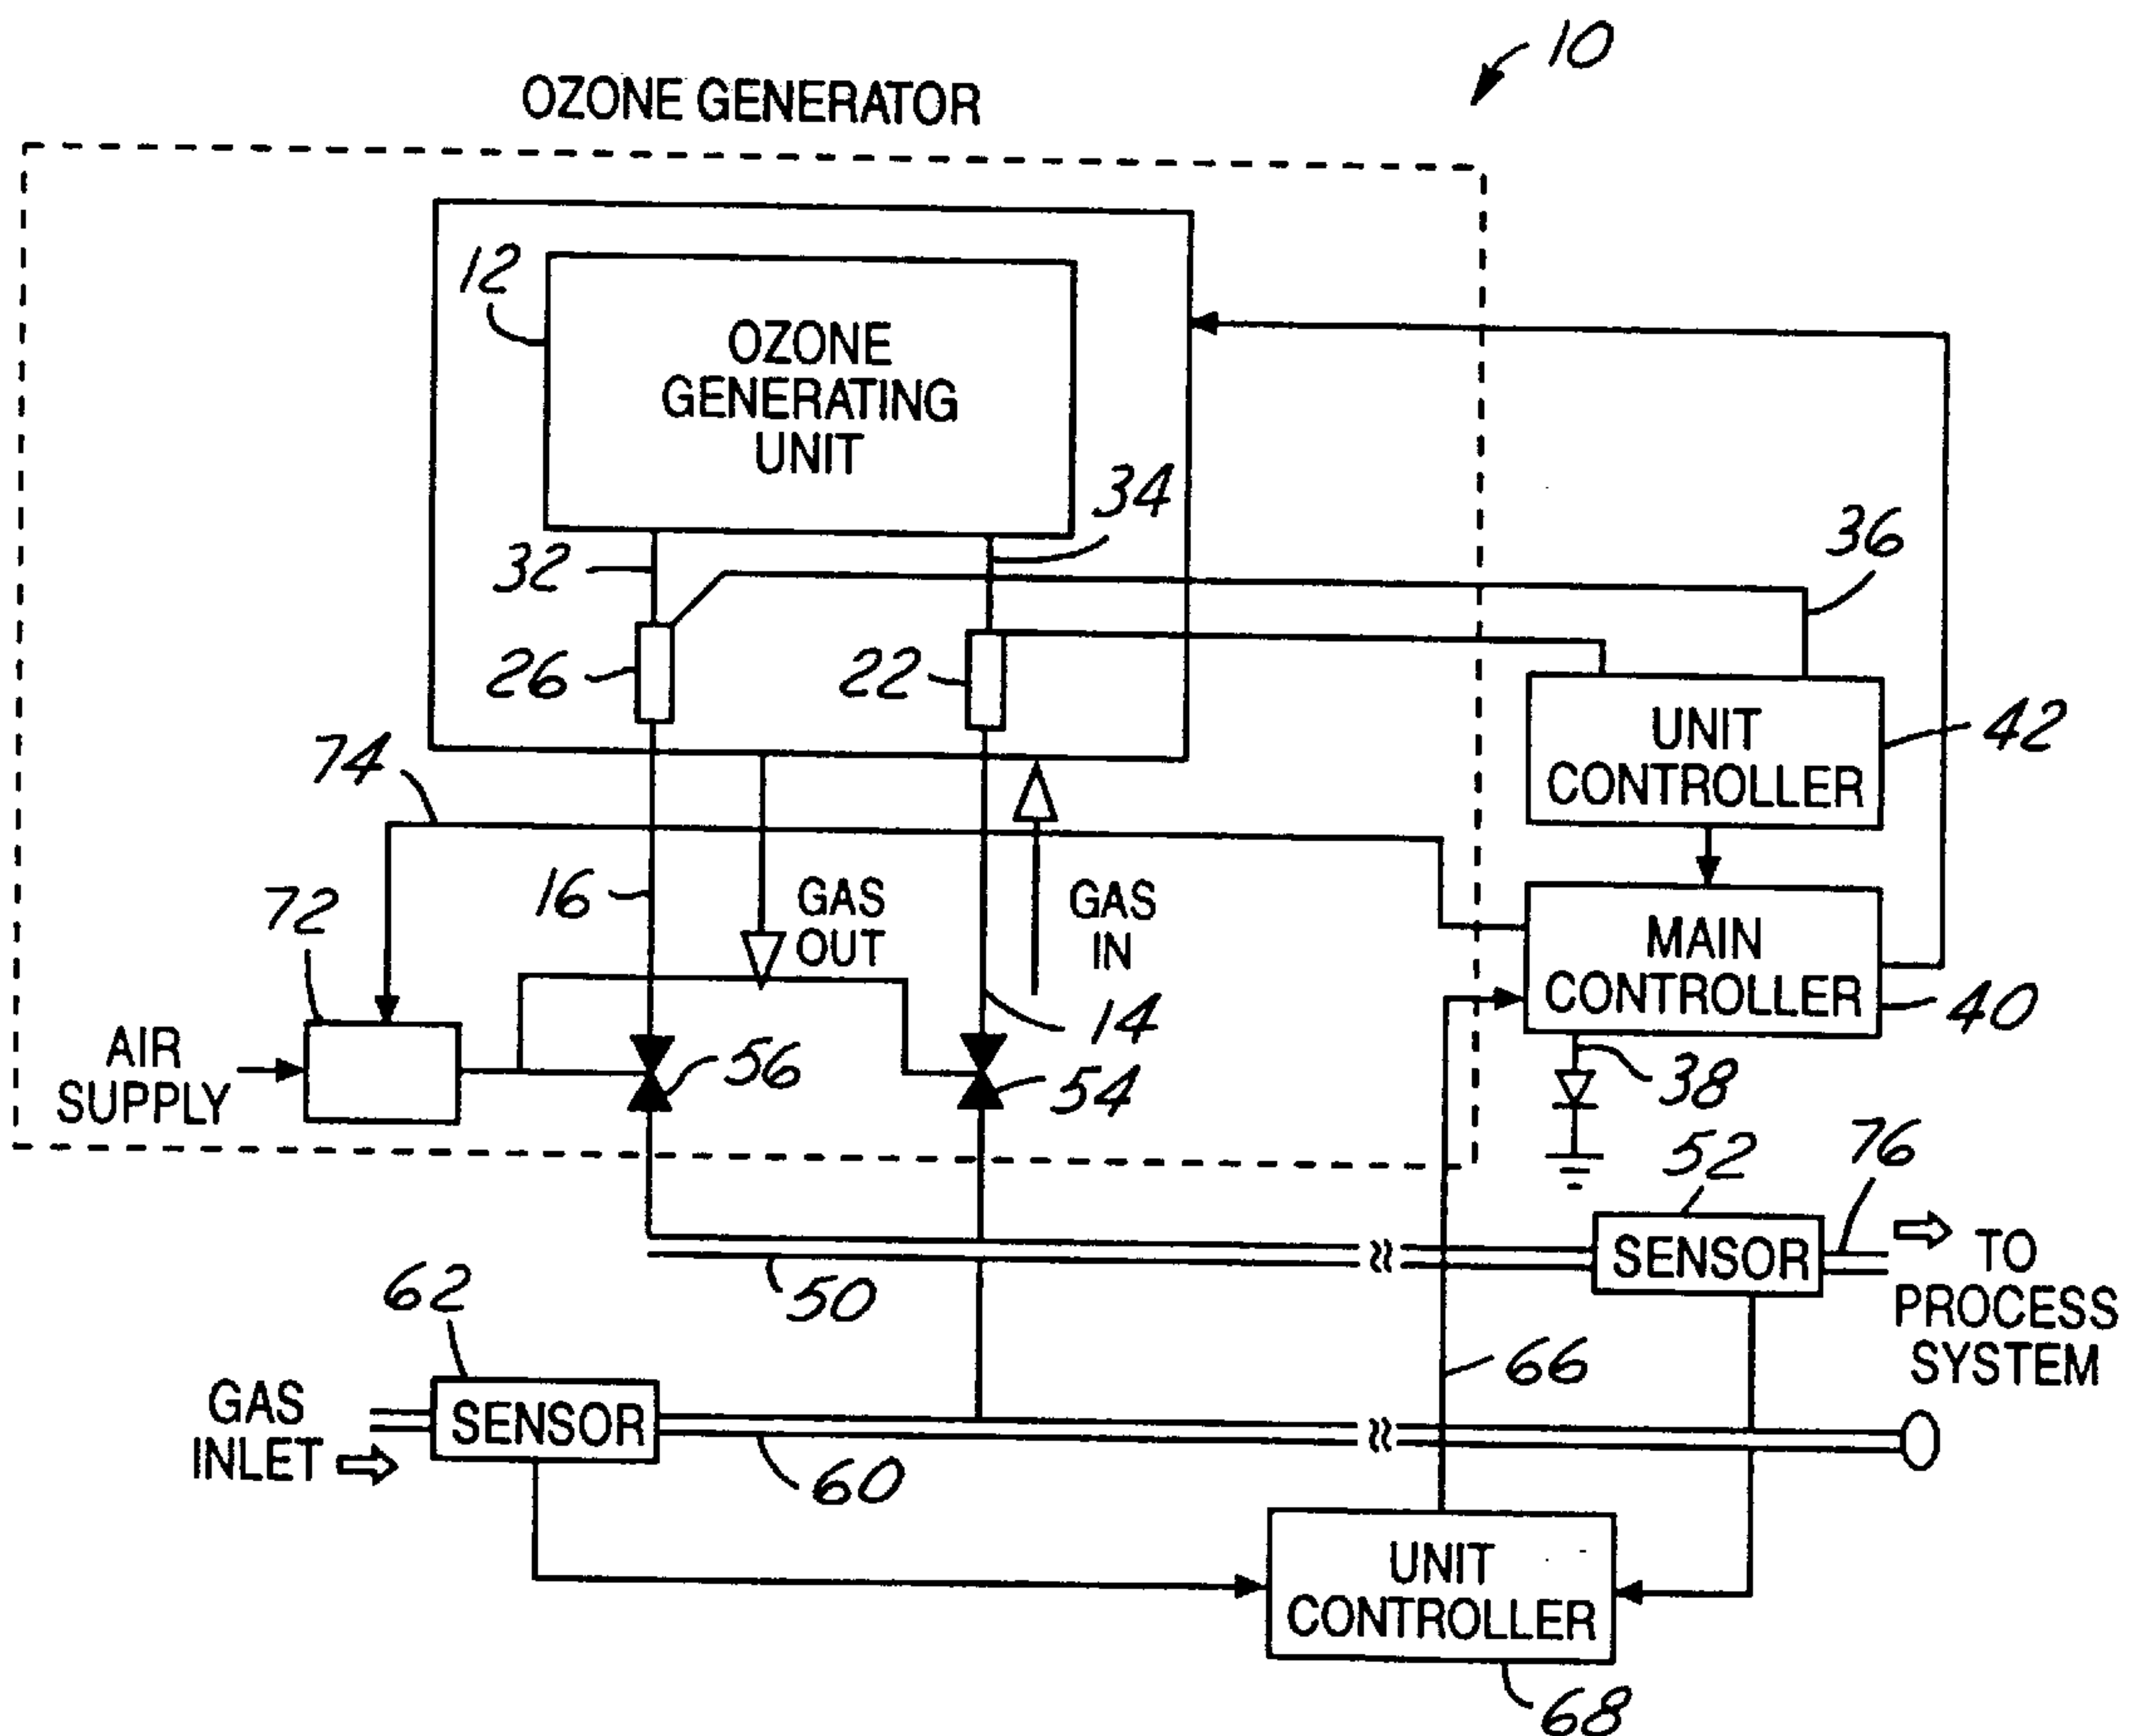 10
OZONE GENERATOR
12
OZONE
GENERATING
UNIT
34
32
36
26
22
UNIT
CONTROLLER
42
74
16
GAS
OUT
GAS
IN
72
MAIN
CONTROLLER
40
14
AIR
SUPPLY
56
54
38
52
76
SENSOR
TO
PROCESS
SYSTEM
50
62
66
GAS
INLET
SENSOR
60
UNIT
CONTROLLER
68